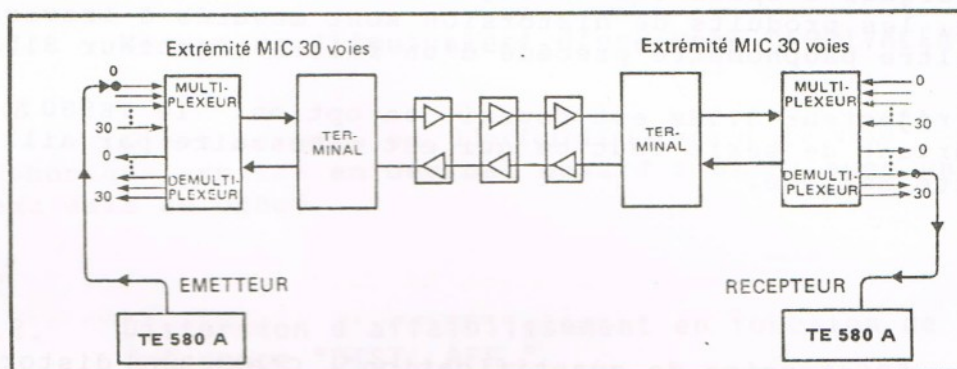 Extrémité MIC 30 voies
Extrémité MIC 30 voies
0
30
0
30
MULTI-
PLEXEUR
DEMULTI-
PLEXEUR
TER-
MINAL
TER-
MINAL
MULTI-
PLEXEUR
DEMULTI-
PLEXEUR
0
30
0
30
EMETTEUR
RECEPTEUR
TE 580 A
TE 580 A